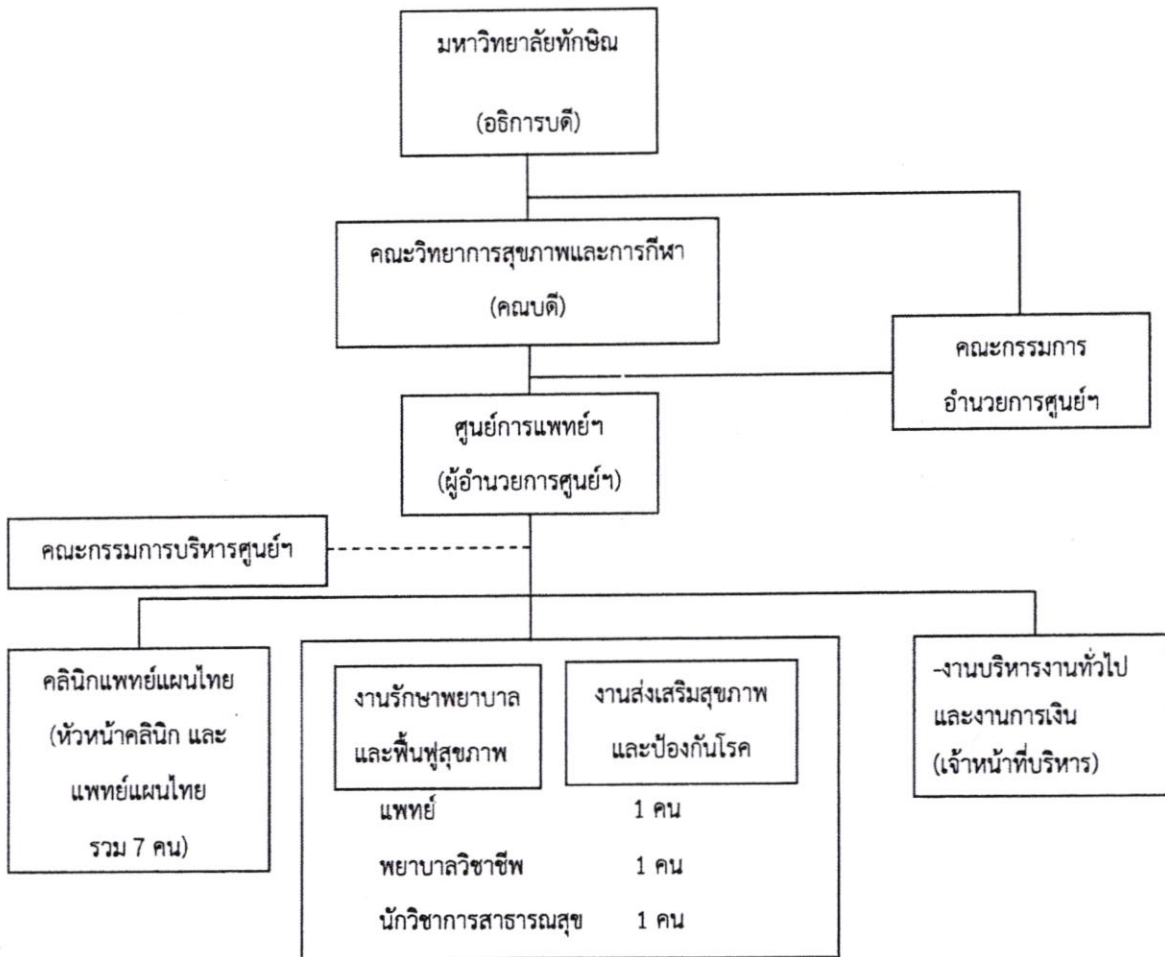 มหาวิทยาลัยทักษิณ
(อธิการบดี)
คณะวิทยาการสุขภาพและการกีฬา
(คณบดี)
คณะกรรมการ
อำนวยการศูนย์ฯ
ศูนย์การแพทย์ฯ
(ผู้อำนวยการศูนย์ฯ)
คณะกรรมการบริหารศูนย์ฯ
คลินิกแพทย์แผนไทย
(หัวหน้าคลินิก และ
แพทย์แผนไทย
รวม 7 คน)
งานรักษาพยาบาล
และฟื้นฟูสุขภาพ
งานส่งเสริมสุขภาพ
และป้องกันโรค
แพทย์ 1 คน
พยาบาลวิชาชีพ 1 คน
นักวิชาการสาธารณสุข 1 คน
-งานบริหารงานทั่วไป
และงานการเงิน
(เจ้าหน้าที่บริหาร)